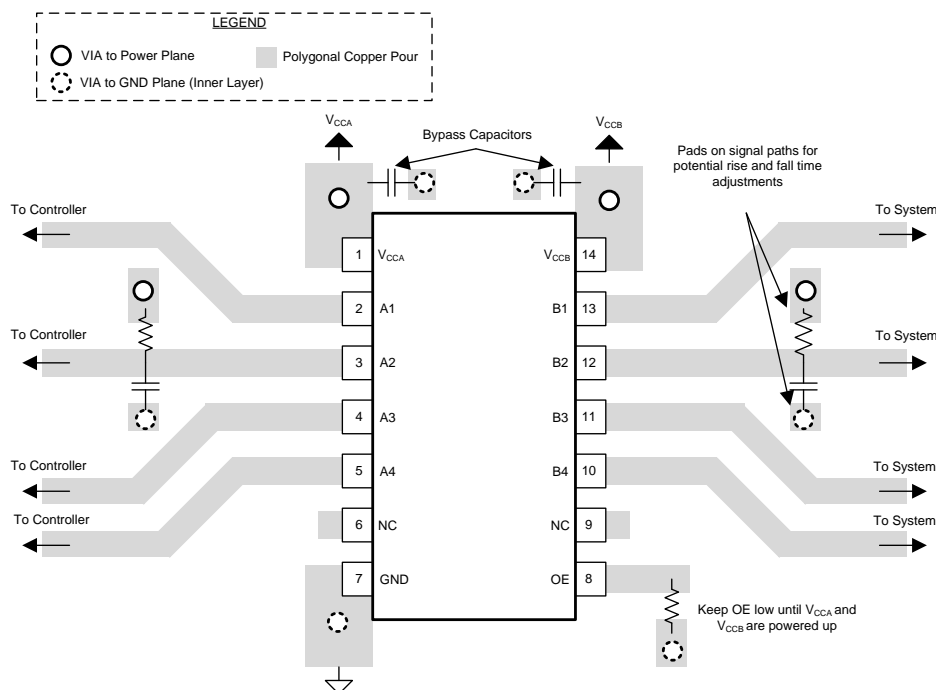 LEGEND
VIA to Power Plane
Polygonal Copper Pour
VIA to GND Plane (Inner Layer)
VCCA
Bypass Capacitors
VCCB
Pads on signal paths for
potential rise and fall time
adjustments
To Controller
To System
1 VCCA
VCCB 14
2 A1
B1 13
To Controller
To System
3 A2
B2 12
4 A3
B3 11
To Controller
To System
5 A4
B4 10
To Controller
To System
6 NC
NC 9
7 GND
OE 8
Keep OE low until VCCA and
VCCB are powered up